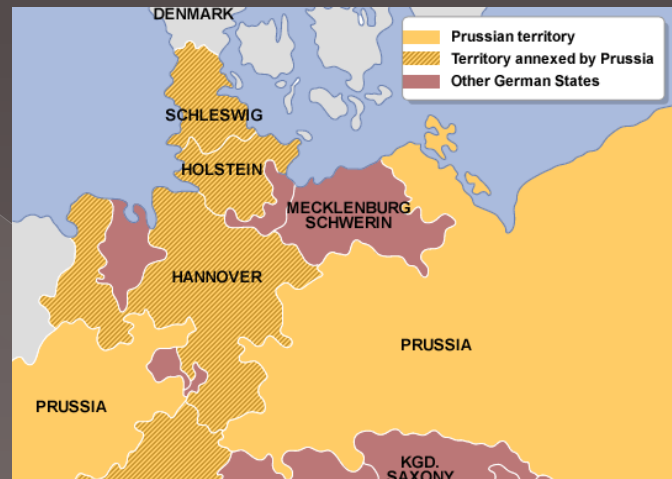 DENMARK
Prussian territory
Territory annexed by Prussia
Other German States
SCHLESWIG
HOLSTEIN
MECKLENBURG
SCHWERIN
HANNOVER
PRUSSIA
PRUSSIA
KGD.
SAXONY